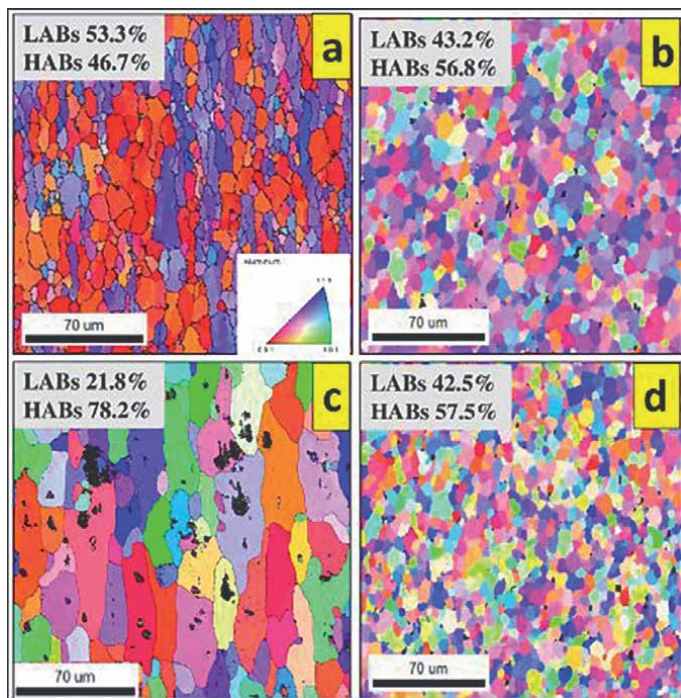 LABs 53.3%
HABs 46.7%
a
70 um
LABs 43.2%
HABs 56.8%
b
70 um
LABs 21.8%
HABs 78.2%
c
70 um
LABs 42.5%
HABs 57.5%
d
70 um